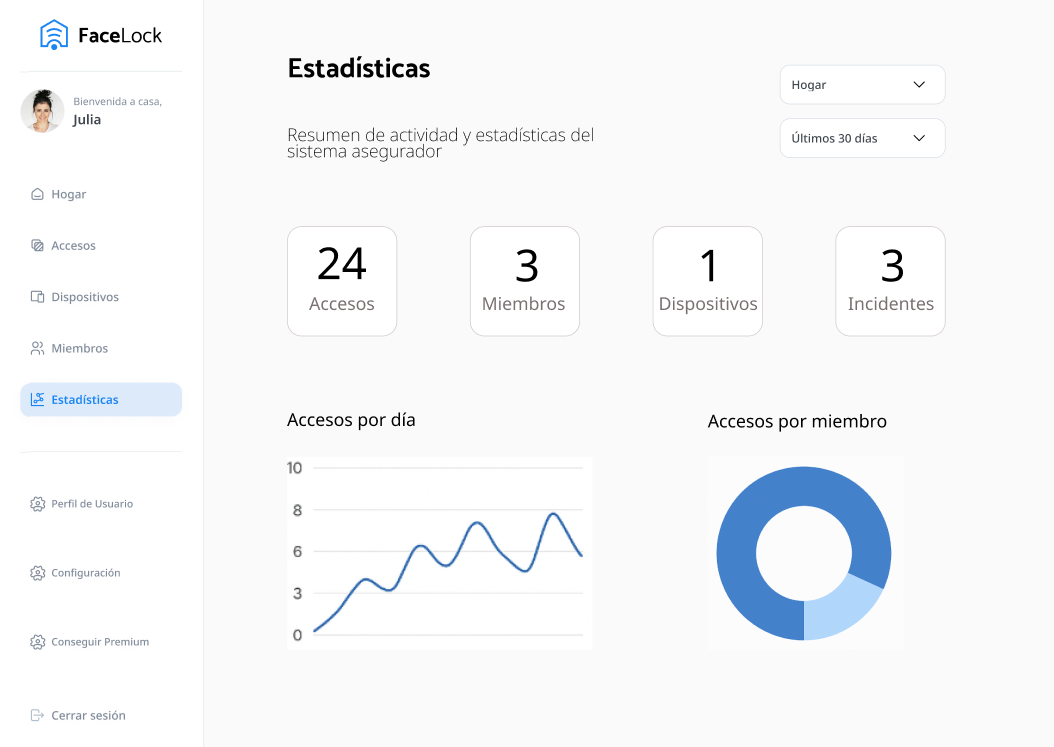 FaceLock
Bienvenida a casa,
Julia
Hogar
Accesos
Dispositivos
Miembros
Estadísticas
Perfil de Usuario
Configuración
Conseguir Premium
Cerrar sesión
Estadísticas
Resumen de actividad y estadísticas del
sistema asegurador
Hogar
Últimos 30 días
24
Accesos
3
Miembros
1
Dispositivos
3
Incidentes
Accesos por día
10
8
6
3
0
Accesos por miembro